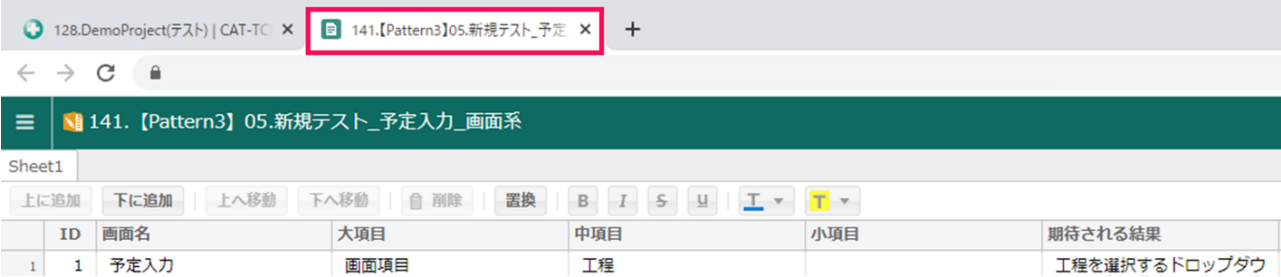 128.DemoProject(テスト) | CAT-TC
141.【Pattern3】05.新規テスト_予定
141.【Pattern3】05.新規テスト_予定入力_画面系
Sheet1
上に追加 下に追加 上へ移動 下へ移動 削除 置換 B I S U T T
ID 画面名 大項目 中項目 小項目 期待される結果
1 1 予定入力 画面項目 工程 工程を選択するドロップダウ